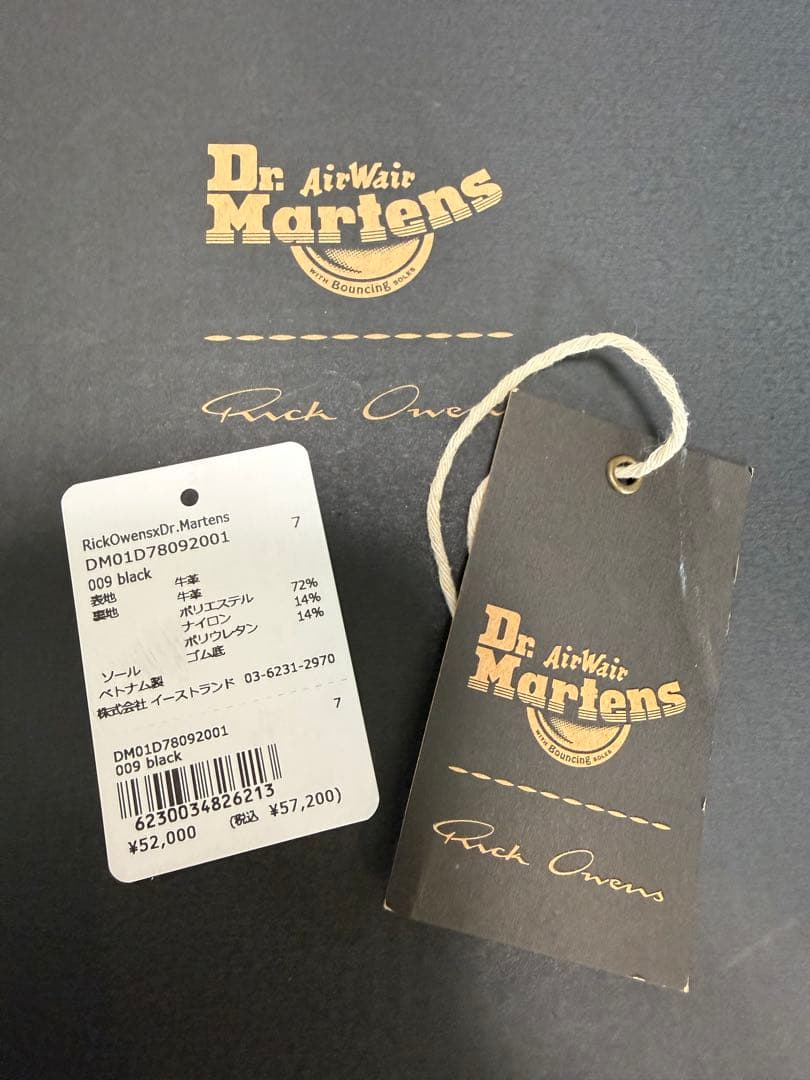 Dr. AirWair
Martens
WITH Bouncing SOLES
Rick Owens
RickOwensxDr.Martens 7
DM01D78092001
009 black
表地 牛革
裏地 牛革 72%
ポリエステル 14%
ナイロン 14%
ポリウレタン
ソール ゴム底
ベトナム製
株式会社 イーストランド 03-6231-2970
7
DM01D78092001
009 black
6230034826213
¥52,000 (税込 ¥57,200)
Dr. AirWair
Martens
WITH Bouncing SOLES
Rick Owens